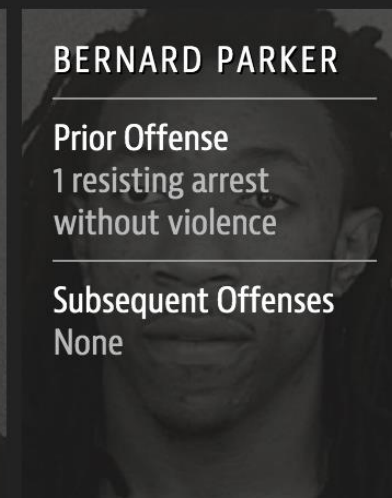 BERNARD PARKER
Prior Offense
1 resisting arrest
without violence
Subsequent Offenses
None